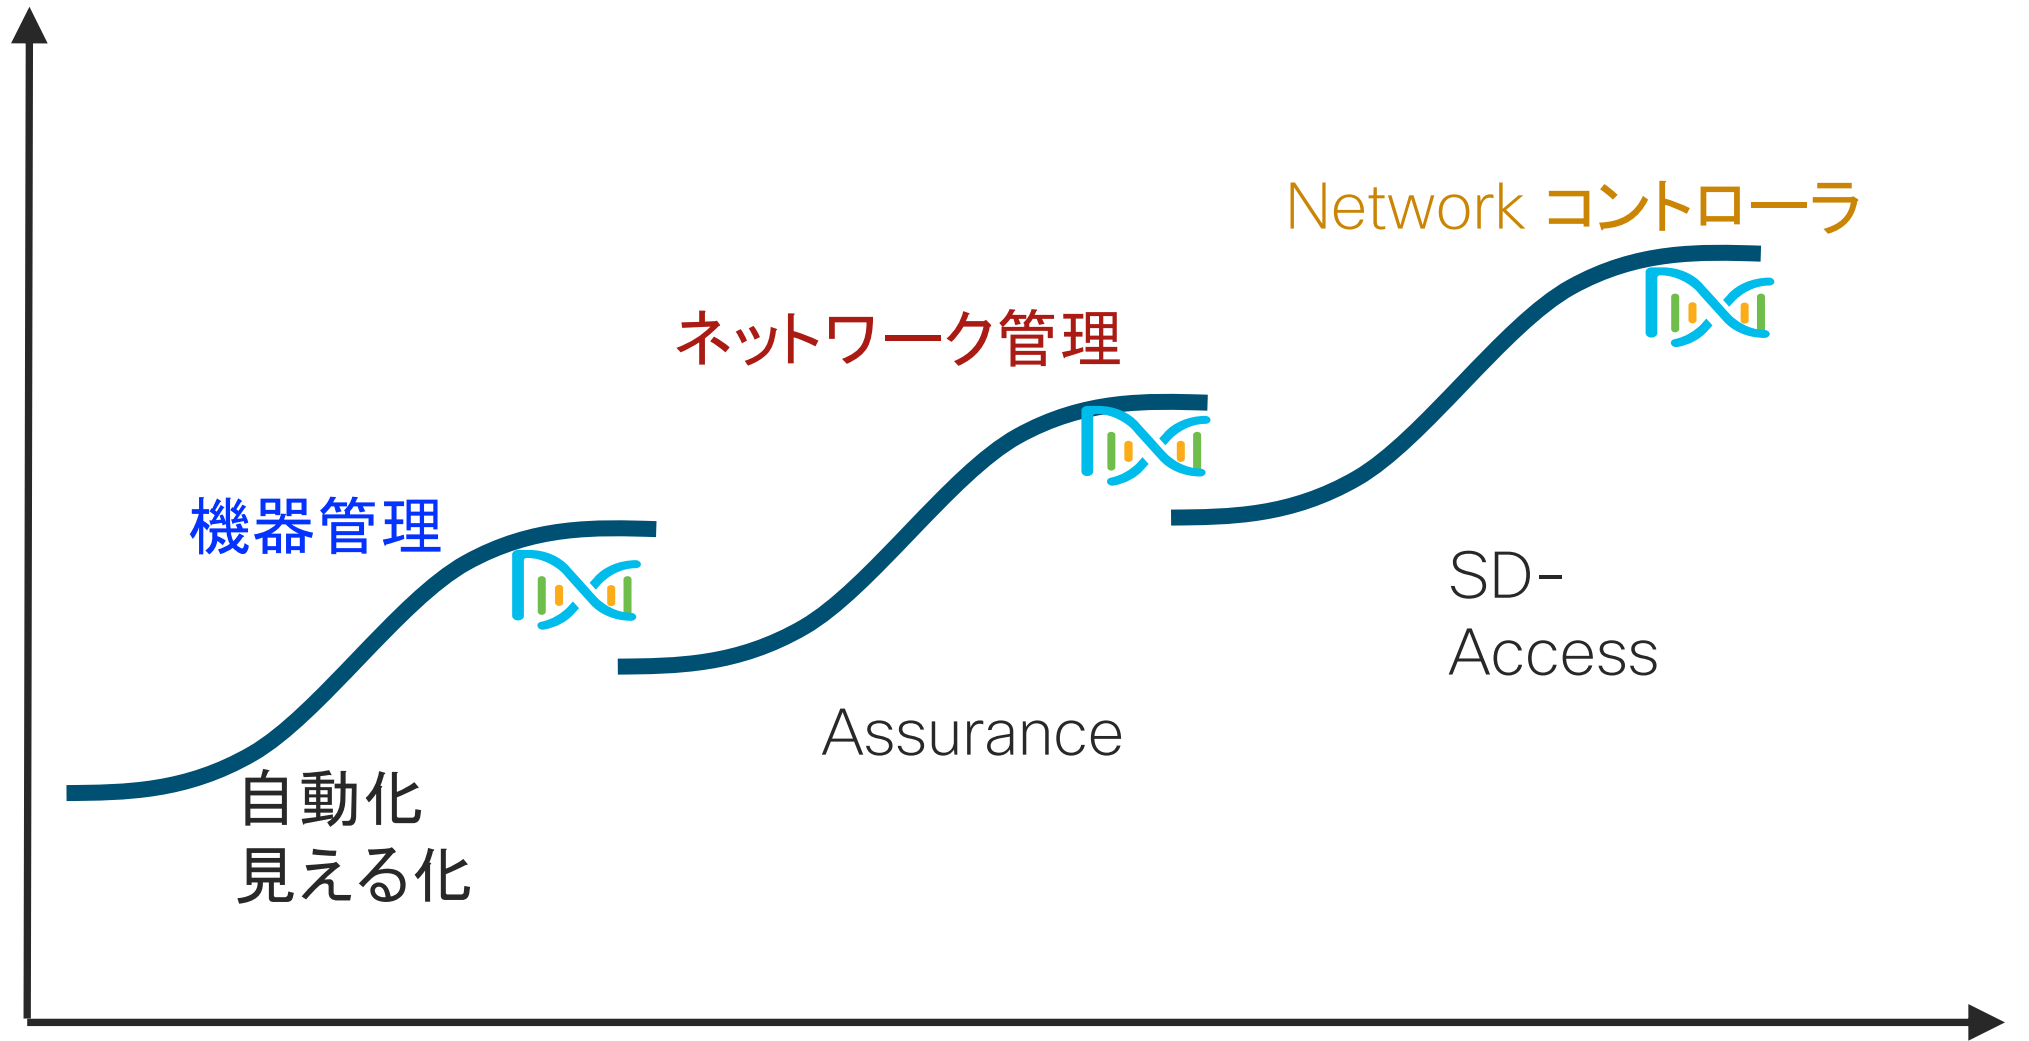 機器管理
自動化
見える化
ネットワーク管理
Assurance
Network コントローラ
SD-
Access